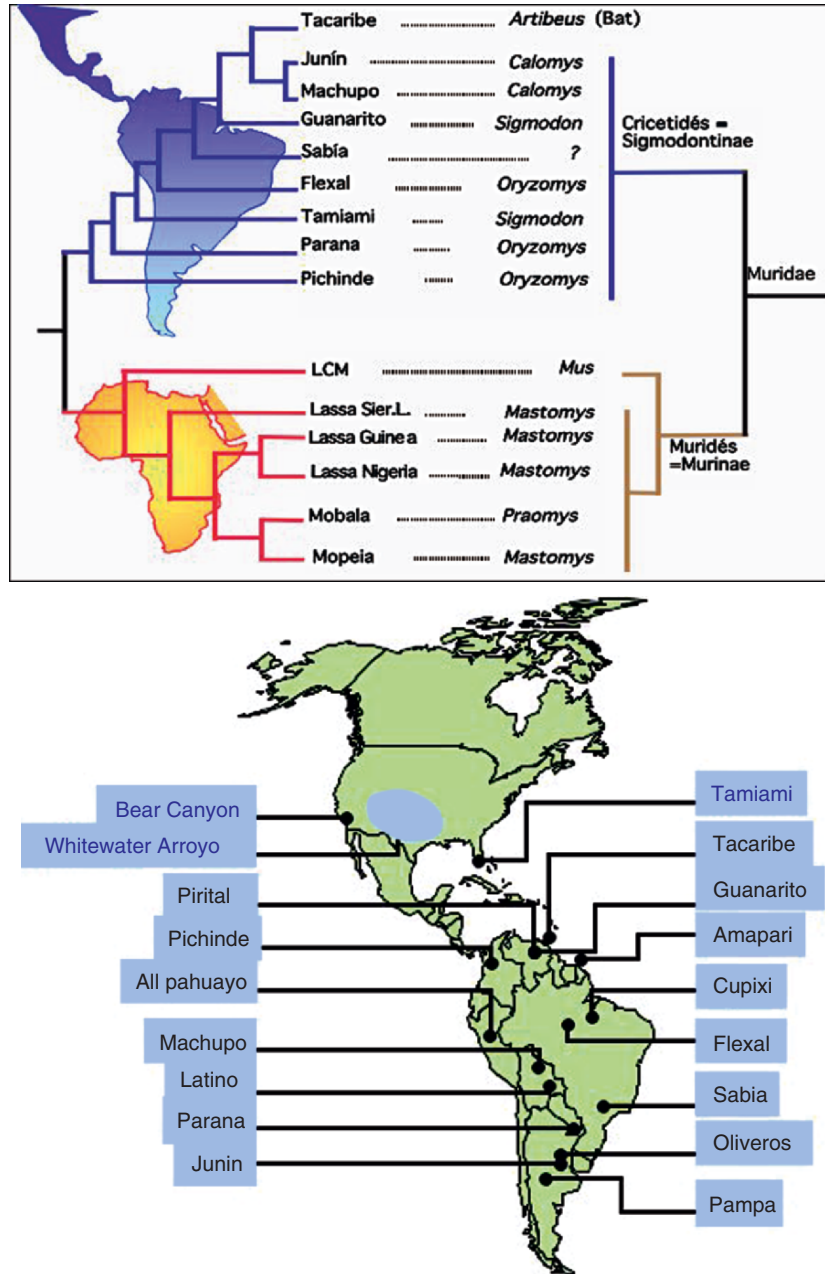 Tacaribe Artibeus (Bat)
Junín Calomys
Machupo Calomys
Guanarito Sigmodon
Sabía ?
Flexal Oryzomys
Tamiami Sigmodon
Parana Oryzomys
Pichinde Oryzomys
Cricetidés =
Sigmodontinae
Muridae
LCM Mus
Lassa Sier.L. Mastomys
Lassa Guinea Mastomys
Lassa Nigeria Mastomys
Mobala Praomys
Mopeia Mastomys
Muridés
=Murinae
Bear Canyon
Whitewater Arroyo
Pirital
Pichinde
All pahuayo
Machupo
Latino
Parana
Junin
Tamiami
Tacaribe
Guanarito
Amapari
Cupixi
Flexal
Sabia
Oliveros
Pampa